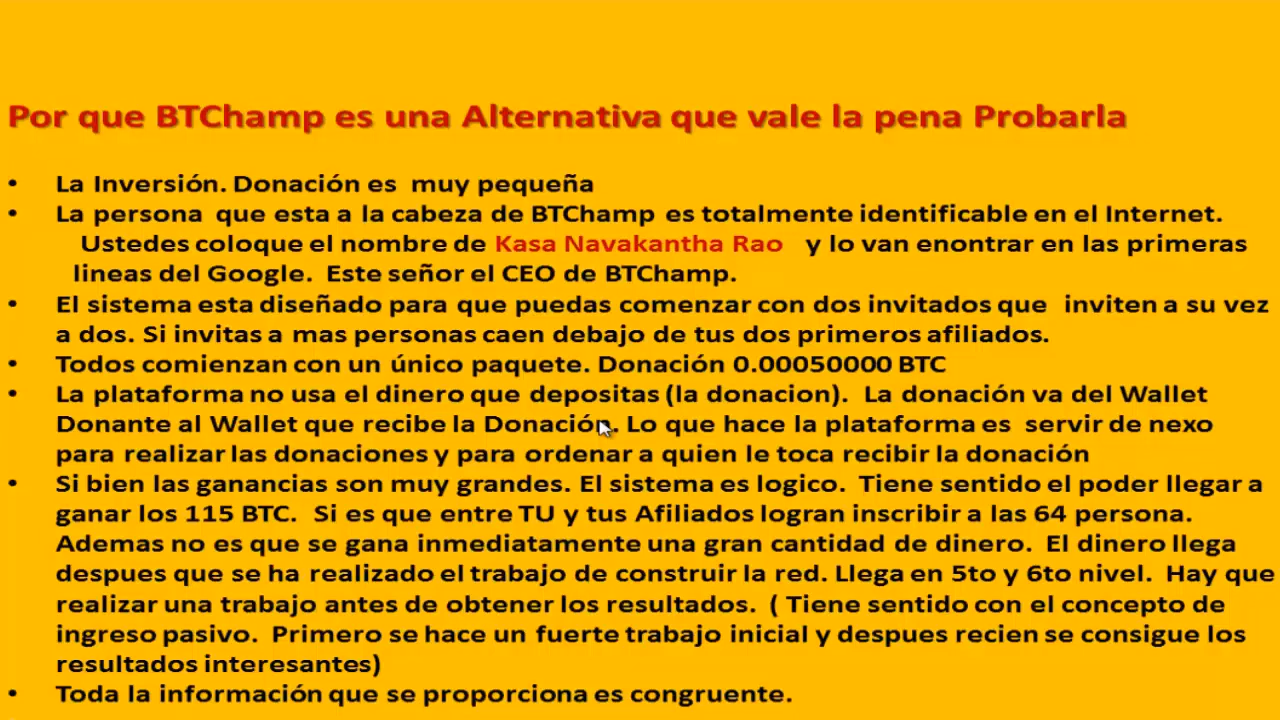 Por que BTChamp es una Alternativa que vale la pena Probarla
• La Inversión. Donación es muy pequeña
• La persona que esta a la cabeza de BTChamp es totalmente identificable en el Internet.
Ustedes coloque el nombre de Kasa Navakantha Rao y lo van enontrar en las primeras
lineas del Google. Este señor el CEO de BTChamp.
• El sistema esta diseñado para que puedas comenzar con dos invitados que inviten a su vez
a dos. Si invitas a mas personas caen debajo de tus dos primeros afiliados.
• Todos comienzan con un único paquete. Donación 0.00050000 BTC
• La plataforma no usa el dinero que depositas (la donacion). La donación va del Wallet
Donante al Wallet que recibe la Donación. Lo que hace la plataforma es servir de nexo
para realizar las donaciones y para ordenar a quien le toca recibir la donación
• Si bien las ganancias son muy grandes. El sistema es logico. Tiene sentido el poder llegar a
ganar los 115 BTC. Si es que entre TU y tus Afiliados logran inscribir a las 64 persona.
Ademas no es que se gana inmediatamente una gran cantidad de dinero. El dinero llega
despues que se ha realizado el trabajo de construir la red. Llega en 5to y 6to nivel. Hay que
realizar una trabajo antes de obtener los resultados. ( Tiene sentido con el concepto de
ingreso pasivo. Primero se hace un fuerte trabajo inicial y despues recien se consigue los
resultados interesantes)
• Toda la información que se proporciona es congruente.